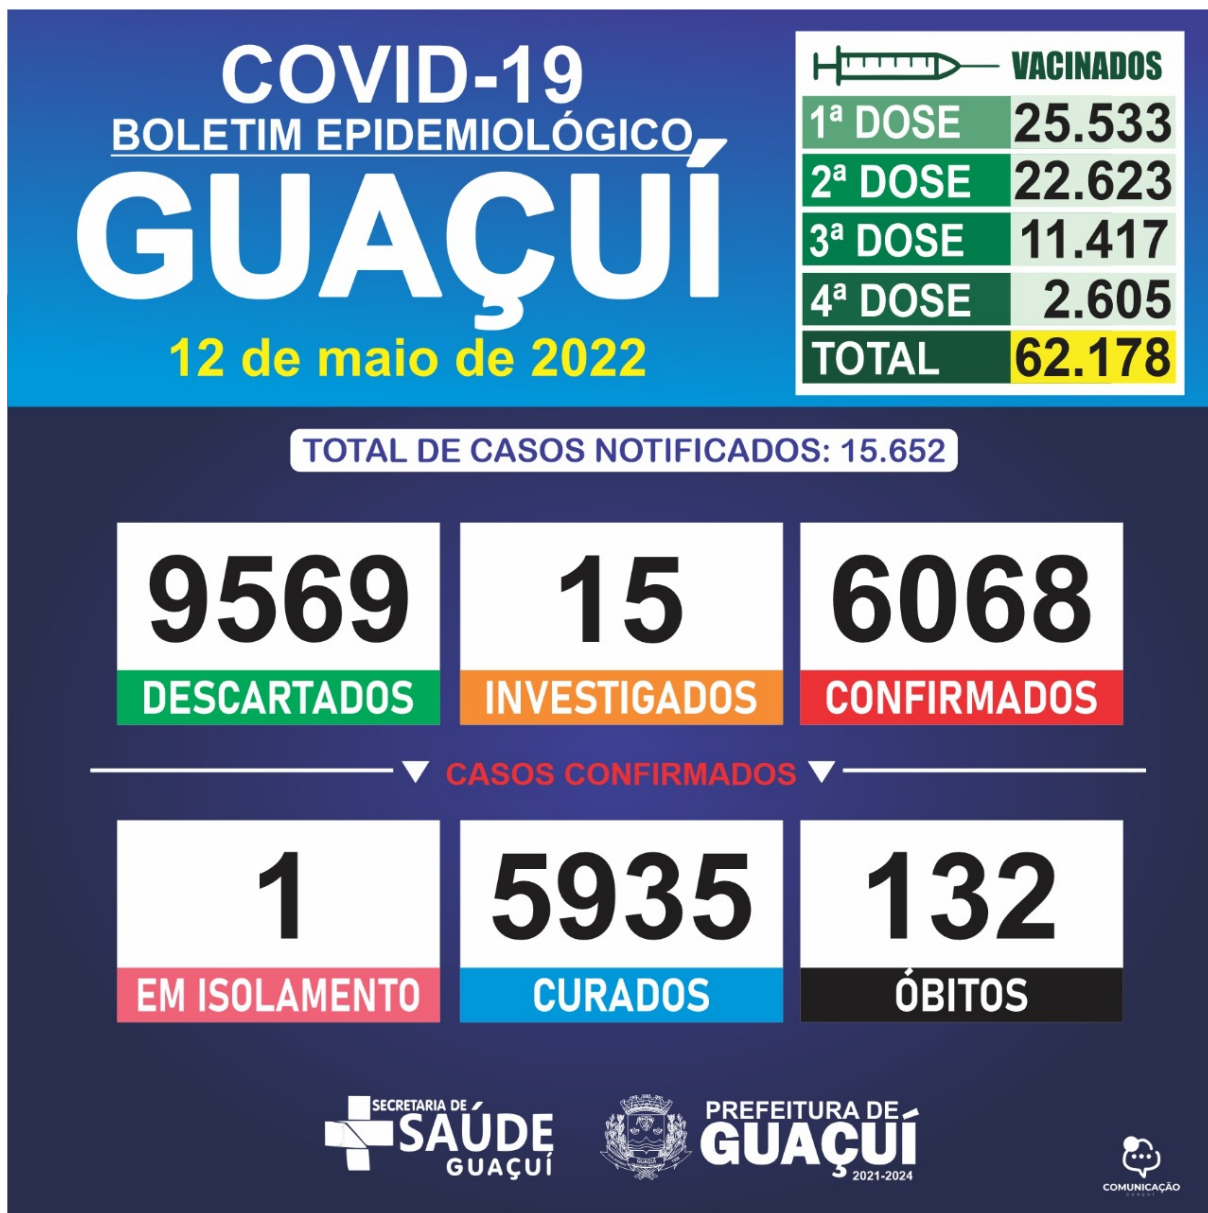 COVID-19
BOLETIM EPIDEMIOLÓGICO
GUAÇUÍ
12 de maio de 2022
VACINADOS
1ª DOSE 25.533
2ª DOSE 22.623
3ª DOSE 11.417
4ª DOSE 2.605
TOTAL 62.178
TOTAL DE CASOS NOTIFICADOS: 15.652
9569 15 6068
DESCARTADOS INVESTIGADOS CONFIRMADOS
CASOS CONFIRMADOS
1 5935 132
EM ISOLAMENTO CURADOS ÓBITOS
SECRETARIA DE
SAÚDE
GUAÇUÍ
PREFEITURA DE
GUAÇUÍ
2021-2024
COMUNICAÇÃO
GUAÇUÍ